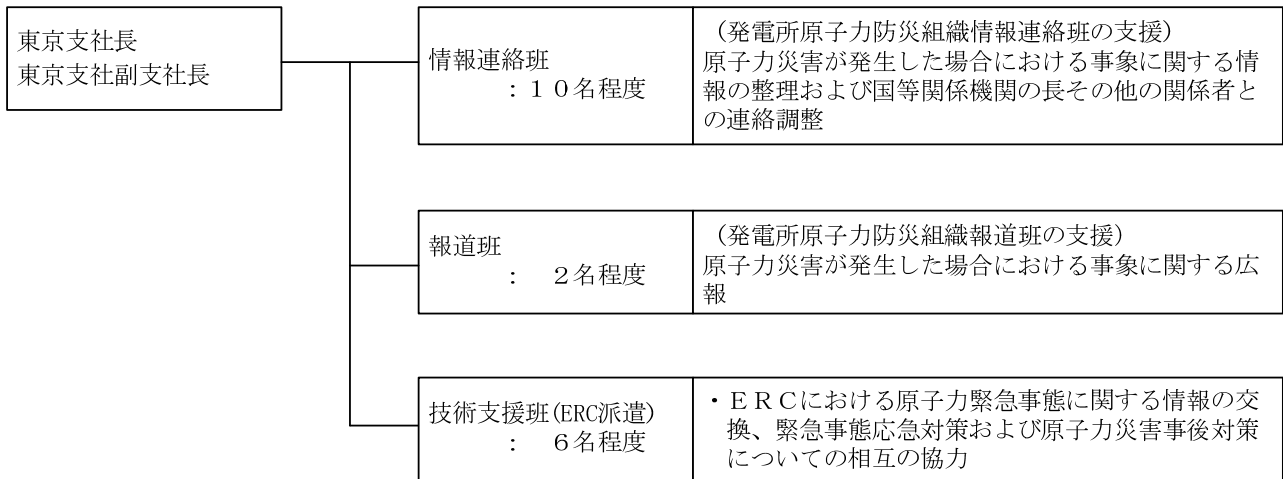 東京支社長
東京支社副支社長
情報連絡班
：１０名程度
（発電所原子力防災組織情報連絡班の支援）
原子力災害が発生した場合における事象に関する情
報の整理および国等関係機関の長その他の関係者と
の連絡調整
報道班
：　２名程度
（発電所原子力防災組織報道班の支援）
原子力災害が発生した場合における事象に関する広
報
技術支援班(ERC派遣)
：　６名程度
・ＥＲＣにおける原子力緊急事態に関する情報の交
換、緊急事態応急対策および原子力災害事後対策
についての相互の協力